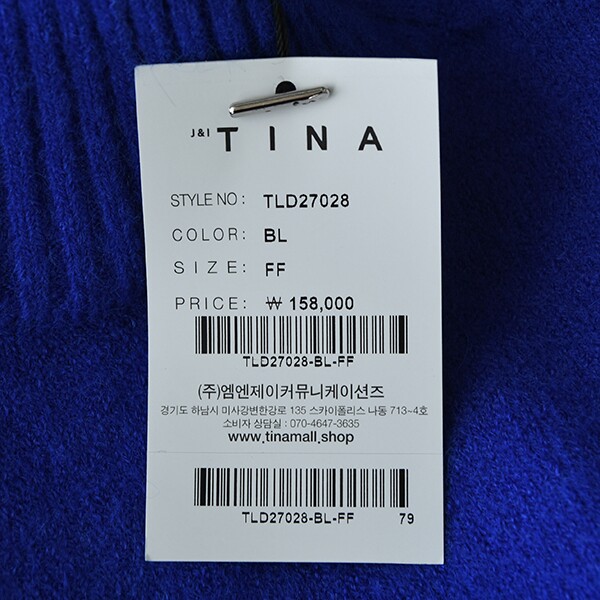 J&I TINA
STYLE NO: TLD27028
COLOR: BL
SIZE: FF
PRICE: ₩ 158,000
TLD27028-BL-FF
(주)엠엔제이커뮤니케이션즈
경기도 하남시 미사강변한강로 135 스카이폴리스 나동 713~4호
소비자 상담실 : 070-4647-3635
www.tinamall.shop
TLD27028-BL-FF 79